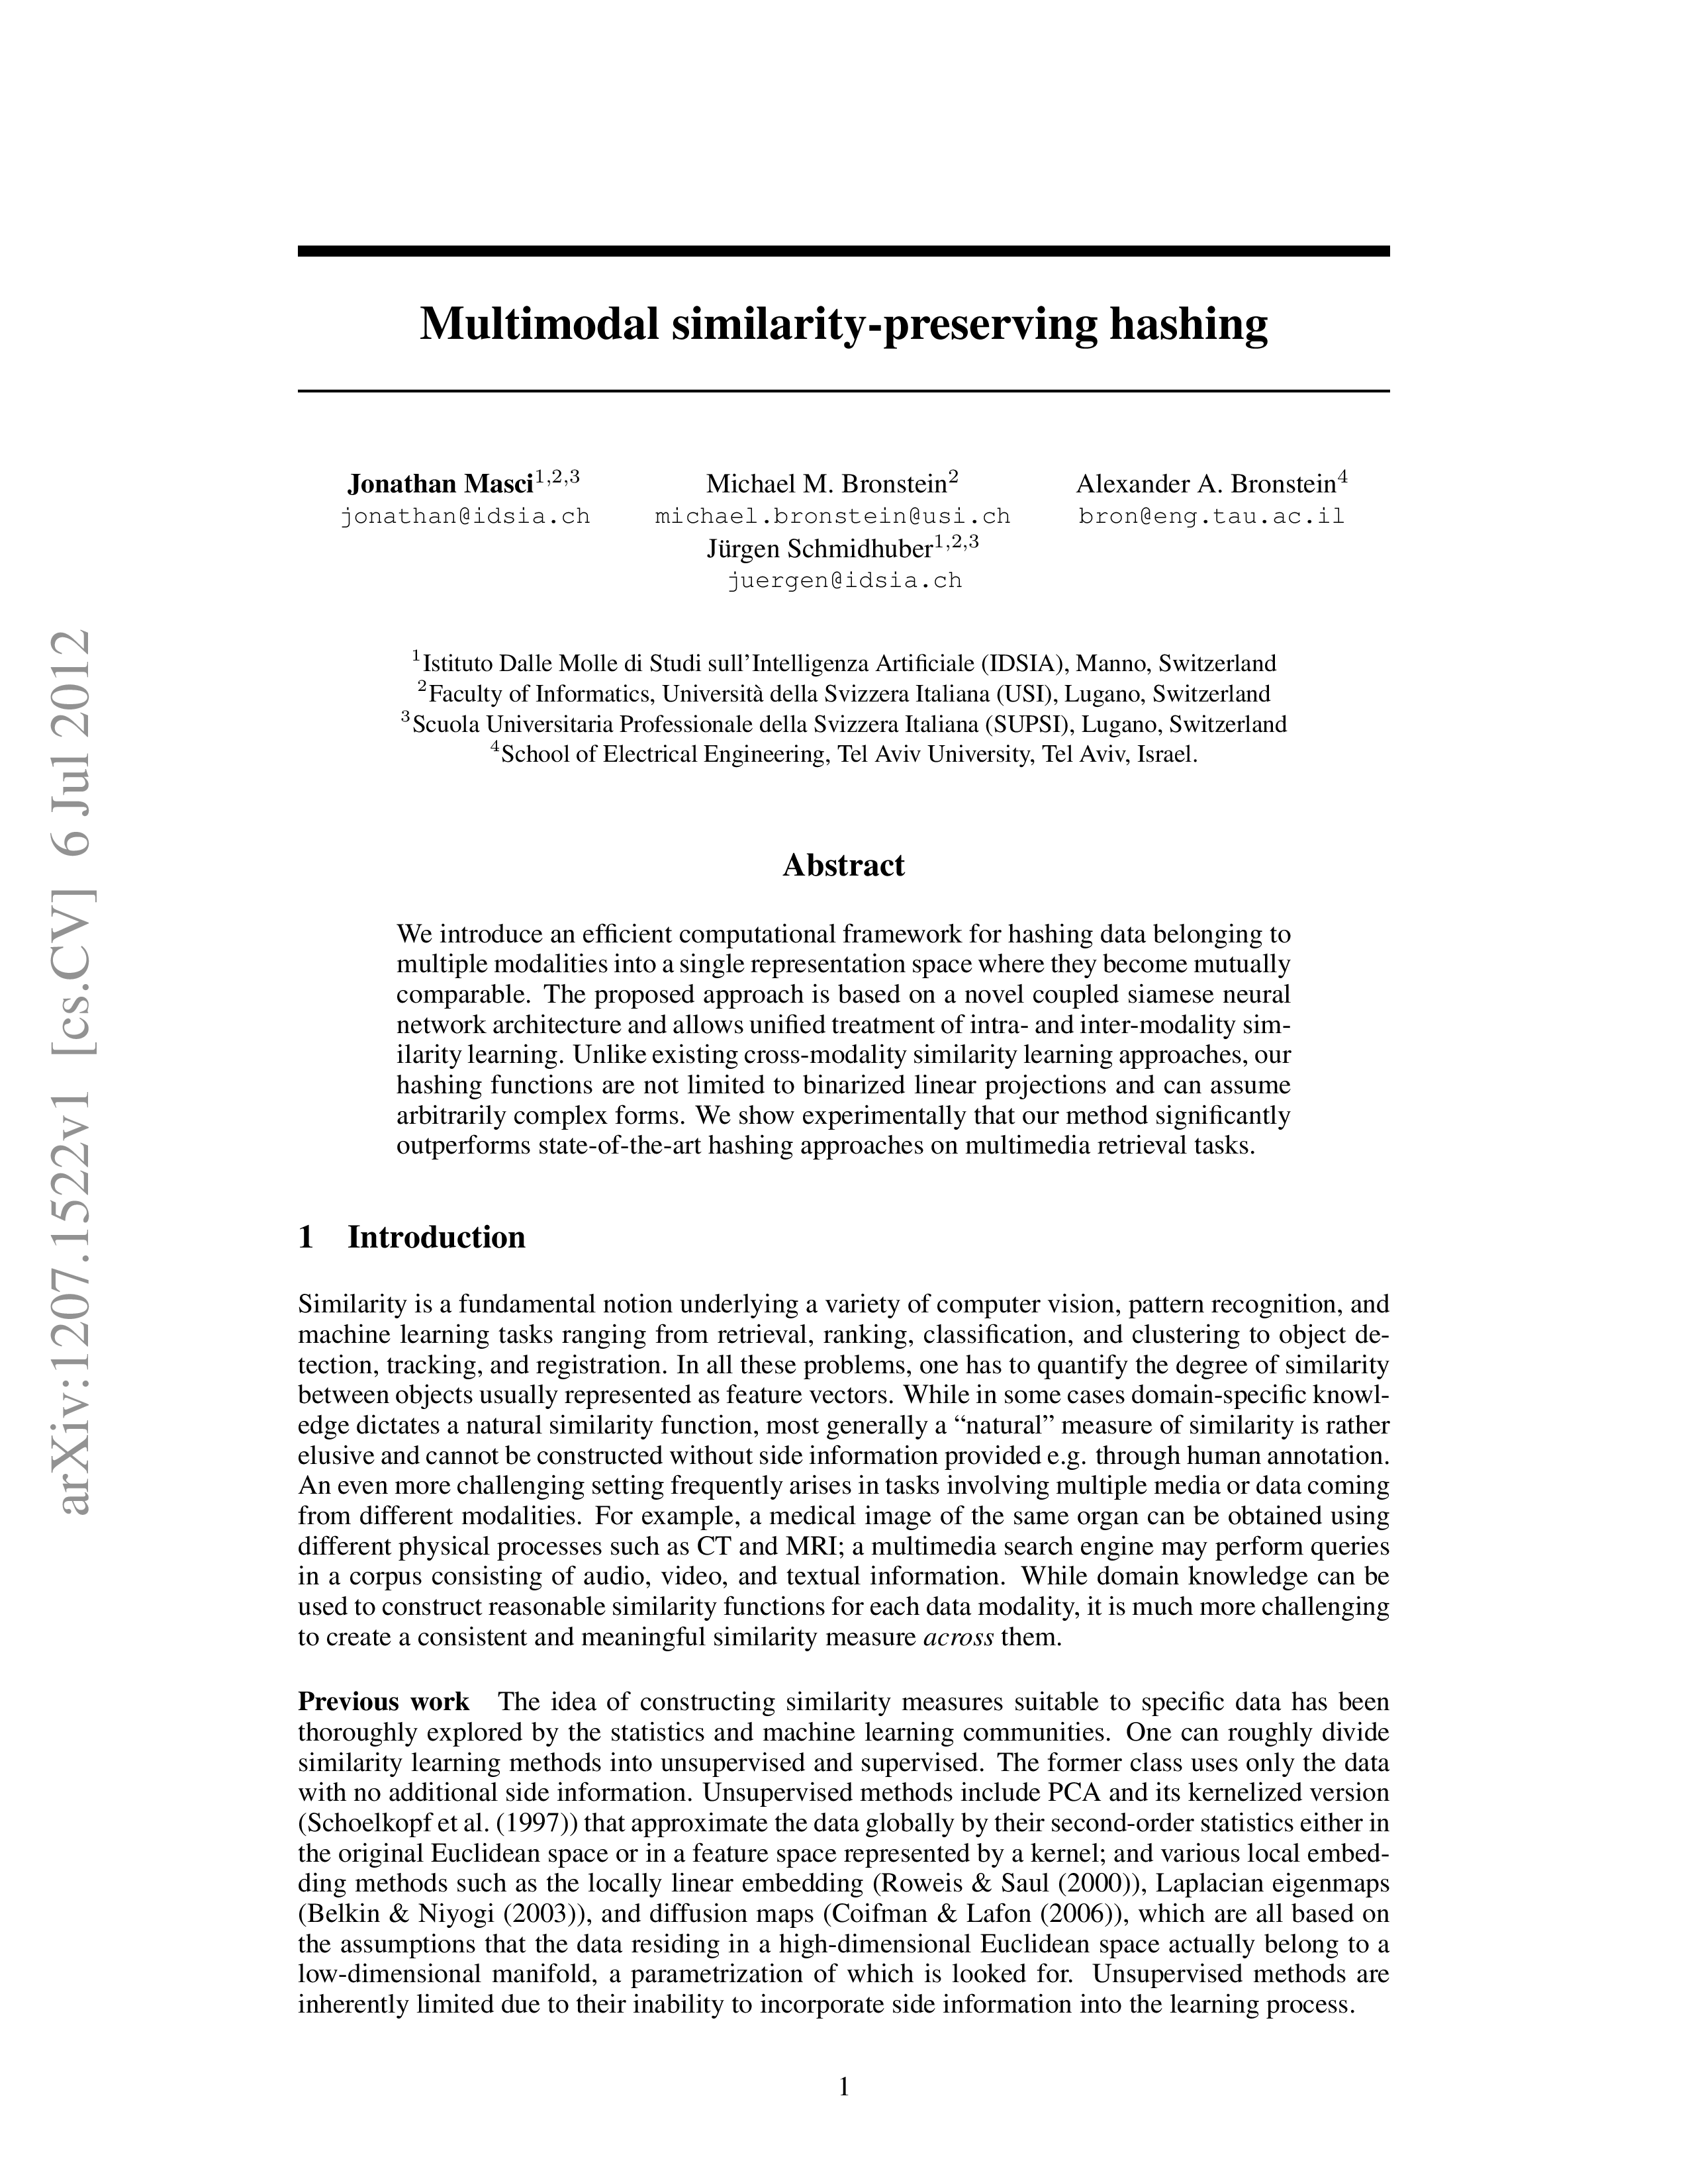 arXiv:1207.1522v1 [cs.CV] 6 Jul 2012
Multimodal similarity-preserving hashing
Jonathan Masci1,2,3 Michael M. Bronstein2 Alexander A. Bronstein4
jonathan@idsia.ch michael.bronstein@usi.ch bron@eng.tau.ac.il
Jürgen Schmidhuber1,2,3
juergen@idsia.ch
1Istituto Dalle Molle di Studi sull'Intelligenza Artificiale (IDSIA), Manno, Switzerland
2Faculty of Informatics, Università della Svizzera Italiana (USI), Lugano, Switzerland
3Scuola Universitaria Professionale della Svizzera Italiana (SUPSI), Lugano, Switzerland
4School of Electrical Engineering, Tel Aviv University, Tel Aviv, Israel.
Abstract
We introduce an efficient computational framework for hashing data belonging to
multiple modalities into a single representation space where they become mutually
comparable. The proposed approach is based on a novel coupled siamese neural
network architecture and allows unified treatment of intra- and inter-modality sim-
ilarity learning. Unlike existing cross-modality similarity learning approaches, our
hashing functions are not limited to binarized linear projections and can assume
arbitrarily complex forms. We show experimentally that our method significantly
outperforms state-of-the-art hashing approaches on multimedia retrieval tasks.
1 Introduction
Similarity is a fundamental notion underlying a variety of computer vision, pattern recognition, and
machine learning tasks ranging from retrieval, ranking, classification, and clustering to object de-
tection, tracking, and registration. In all these problems, one has to quantify the degree of similarity
between objects usually represented as feature vectors. While in some cases domain-specific knowl-
edge dictates a natural similarity function, most generally a “natural” measure of similarity is rather
elusive and cannot be constructed without side information provided e.g. through human annotation.
An even more challenging setting frequently arises in tasks involving multiple media or data coming
from different modalities. For example, a medical image of the same organ can be obtained using
different physical processes such as CT and MRI; a multimedia search engine may perform queries
in a corpus consisting of audio, video, and textual information. While domain knowledge can be
used to construct reasonable similarity functions for each data modality, it is much more challenging
to create a consistent and meaningful similarity measure across them.
Previous work The idea of constructing similarity measures suitable to specific data has been
thoroughly explored by the statistics and machine learning communities. One can roughly divide
similarity learning methods into unsupervised and supervised. The former class uses only the data
with no additional side information. Unsupervised methods include PCA and its kernelized version
(Schoelkopf et al. (1997)) that approximate the data globally by their second-order statistics either in
the original Euclidean space or in a feature space represented by a kernel; and various local embed-
ding methods such as the locally linear embedding (Roweis & Saul (2000)), Laplacian eigenmaps
(Belkin & Niyogi (2003)), and diffusion maps (Coifman & Lafon (2006)), which are all based on
the assumptions that the data residing in a high-dimensional Euclidean space actually belong to a
low-dimensional manifold, a parametrization of which is looked for. Unsupervised methods are
inherently limited due to their inability to incorporate side information into the learning process.
1